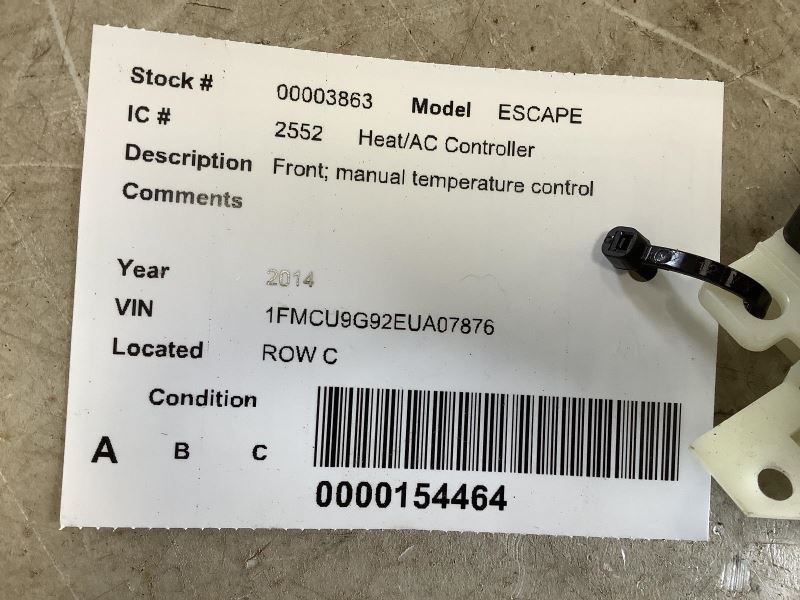 Stock # 00003863 Model ESCAPE
IC # 2552 Heat/AC Controller
Description Front; manual temperature control
Comments
Year 2014
VIN 1FMCU9G92EUA07876
Located ROW C
Condition
A B C
0000154464